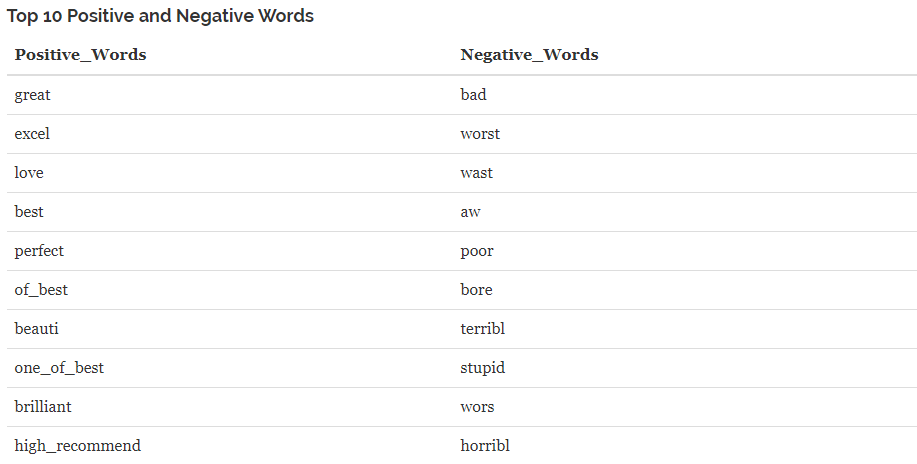 Top 10 Positive and Negative Words
Positive_Words Negative_Words
great bad
excel worst
love wast
best aw
perfect poor
of_best bore
beauti terribl
one_of_best stupid
brilliant wors
high_recommend horribl